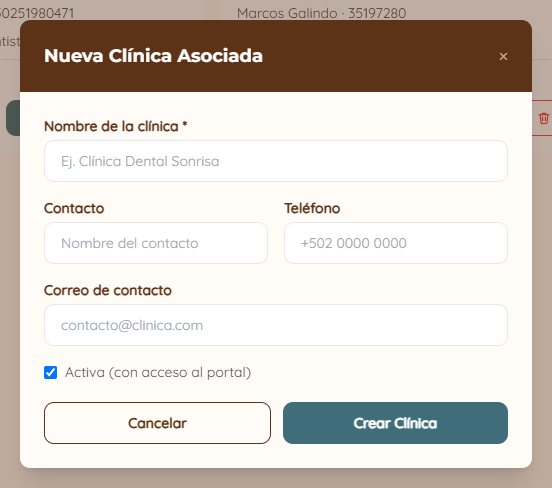 50251980471
Marcos Galindo · 35197280
Nueva Clínica Asociada
×
Nombre de la clínica *
Ej. Clínica Dental Sonrisa
Contacto
Teléfono
Nombre del contacto
+502 0000 0000
Correo de contacto
contacto@clinica.com
Activa (con acceso al portal)
Cancelar
Crear Clínica